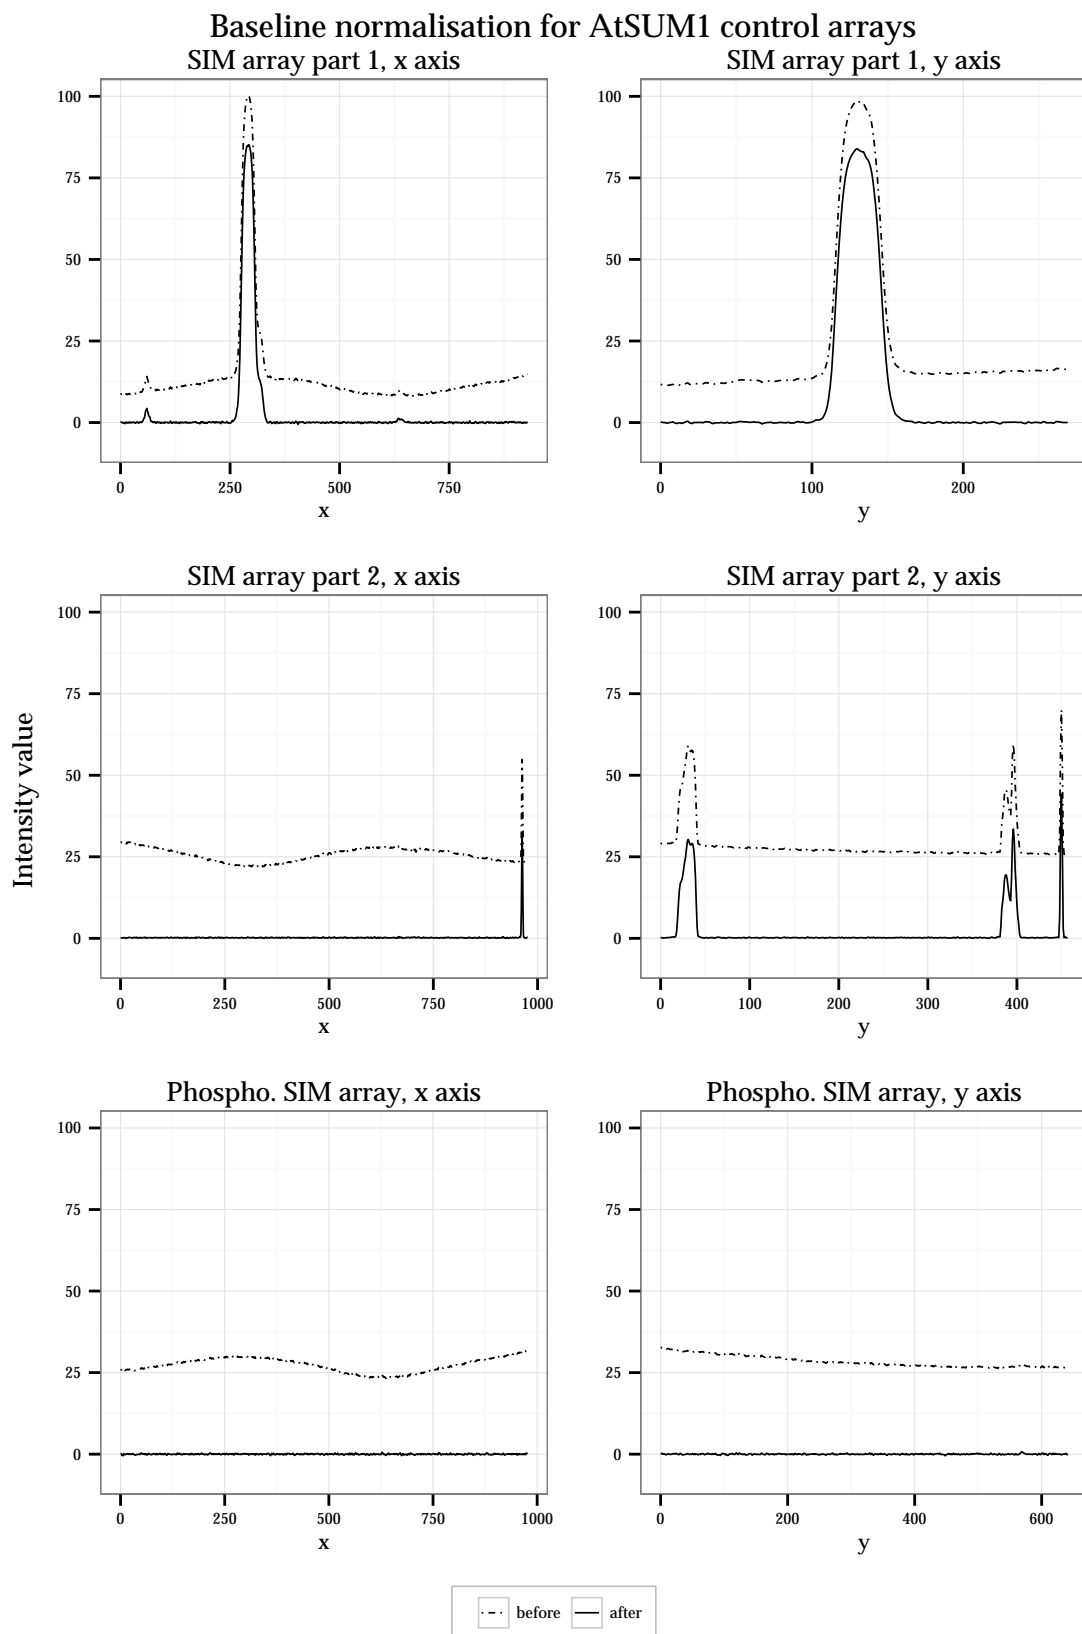 Baseline normalisation for AtSUM1 control arrays
SIM array part 1, x axis
100
75
50
25
0
0 250 500 750
x
SIM array part 1, y axis
100
75
50
25
0
0 100 200
y
Intensity value
SIM array part 2, x axis
100
75
50
25
0
0 250 500 750 1000
x
SIM array part 2, y axis
100
75
50
25
0
0 100 200 300 400
y
Phospho. SIM array, x axis
100
75
50
25
0
0 250 500 750 1000
x
Phospho. SIM array, y axis
100
75
50
25
0
0 200 400 600
y
before after